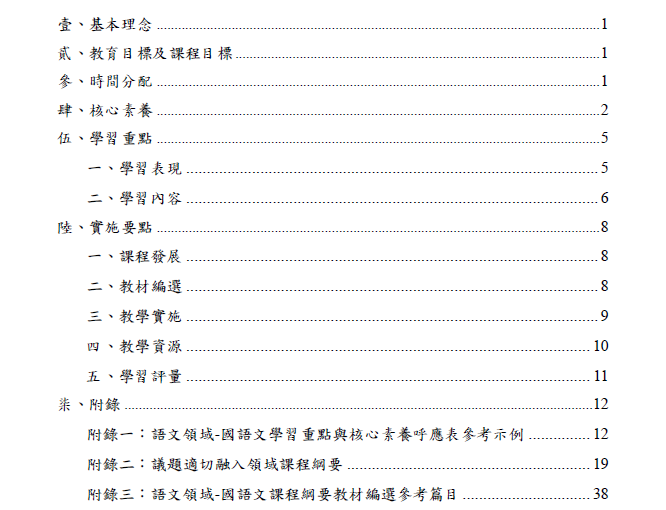 壹、基本理念 ........................................ 1
貳、教育目標及課程目標 ........................................ 1
參、時間分配 ........................................ 1
肆、核心素養 ........................................ 2
伍、學習重點 ........................................ 5
一、學習表現 ........................................ 5
二、學習內容 ........................................ 6
陸、實施要點 ........................................ 8
一、課程發展 ........................................ 8
二、教材編選 ........................................ 8
三、教學實施 ........................................ 9
四、教學資源 ........................................ 10
五、學習評量 ........................................ 11
柒、附錄 ........................................ 12
附錄一：語文領域-國語文學習重點與核心素養呼應表參考示例 ............... 12
附錄二：議題適切融入領域課程綱要 ........................................ 19
附錄三：語文領域-國語文課程綱要教材編選參考篇目 ........................ 38